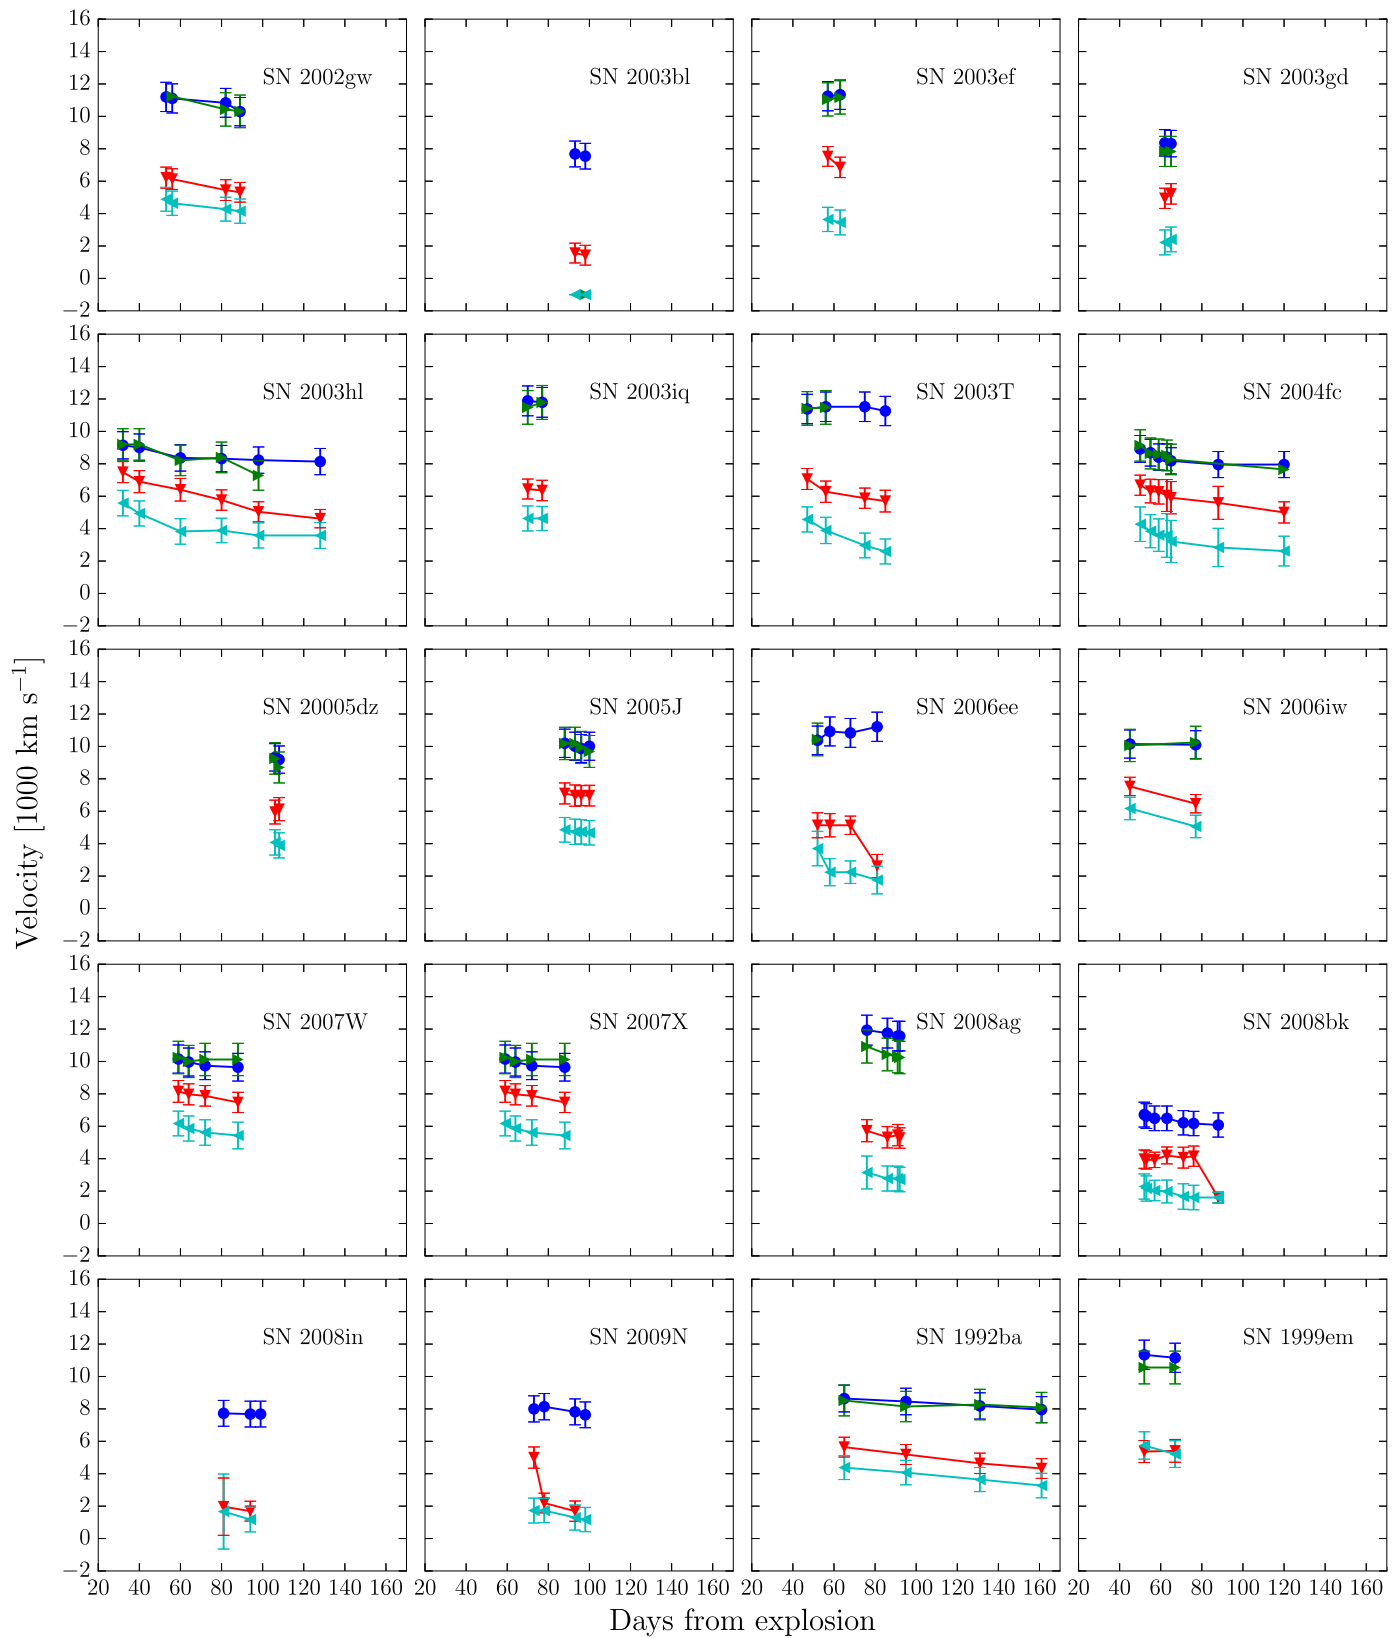 16
14
12
10
8
6
4
2
0
−2
SN 2002gw
SN 2003bl
SN 2003ef
SN 2003gd
16
14
12
10
8
6
4
2
0
−2
SN 2003hl
SN 2003iq
SN 2003T
SN 2004fc
Velocity [1000 km s⁻¹]
16
14
12
10
8
6
4
2
0
−2
SN 20005dz
SN 2005J
SN 2006ee
SN 2006iw
16
14
12
10
8
6
4
2
0
−2
SN 2007W
SN 2007X
SN 2008ag
SN 2008bk
16
14
12
10
8
6
4
2
0
−2
SN 2008in
SN 2009N
SN 1992ba
SN 1999em
20 40 60 80 100 120 140 160
20 40 60 80 100 120 140 160
20 40 60 80 100 120 140 160
20 40 60 80 100 120 140 160
Days from explosion